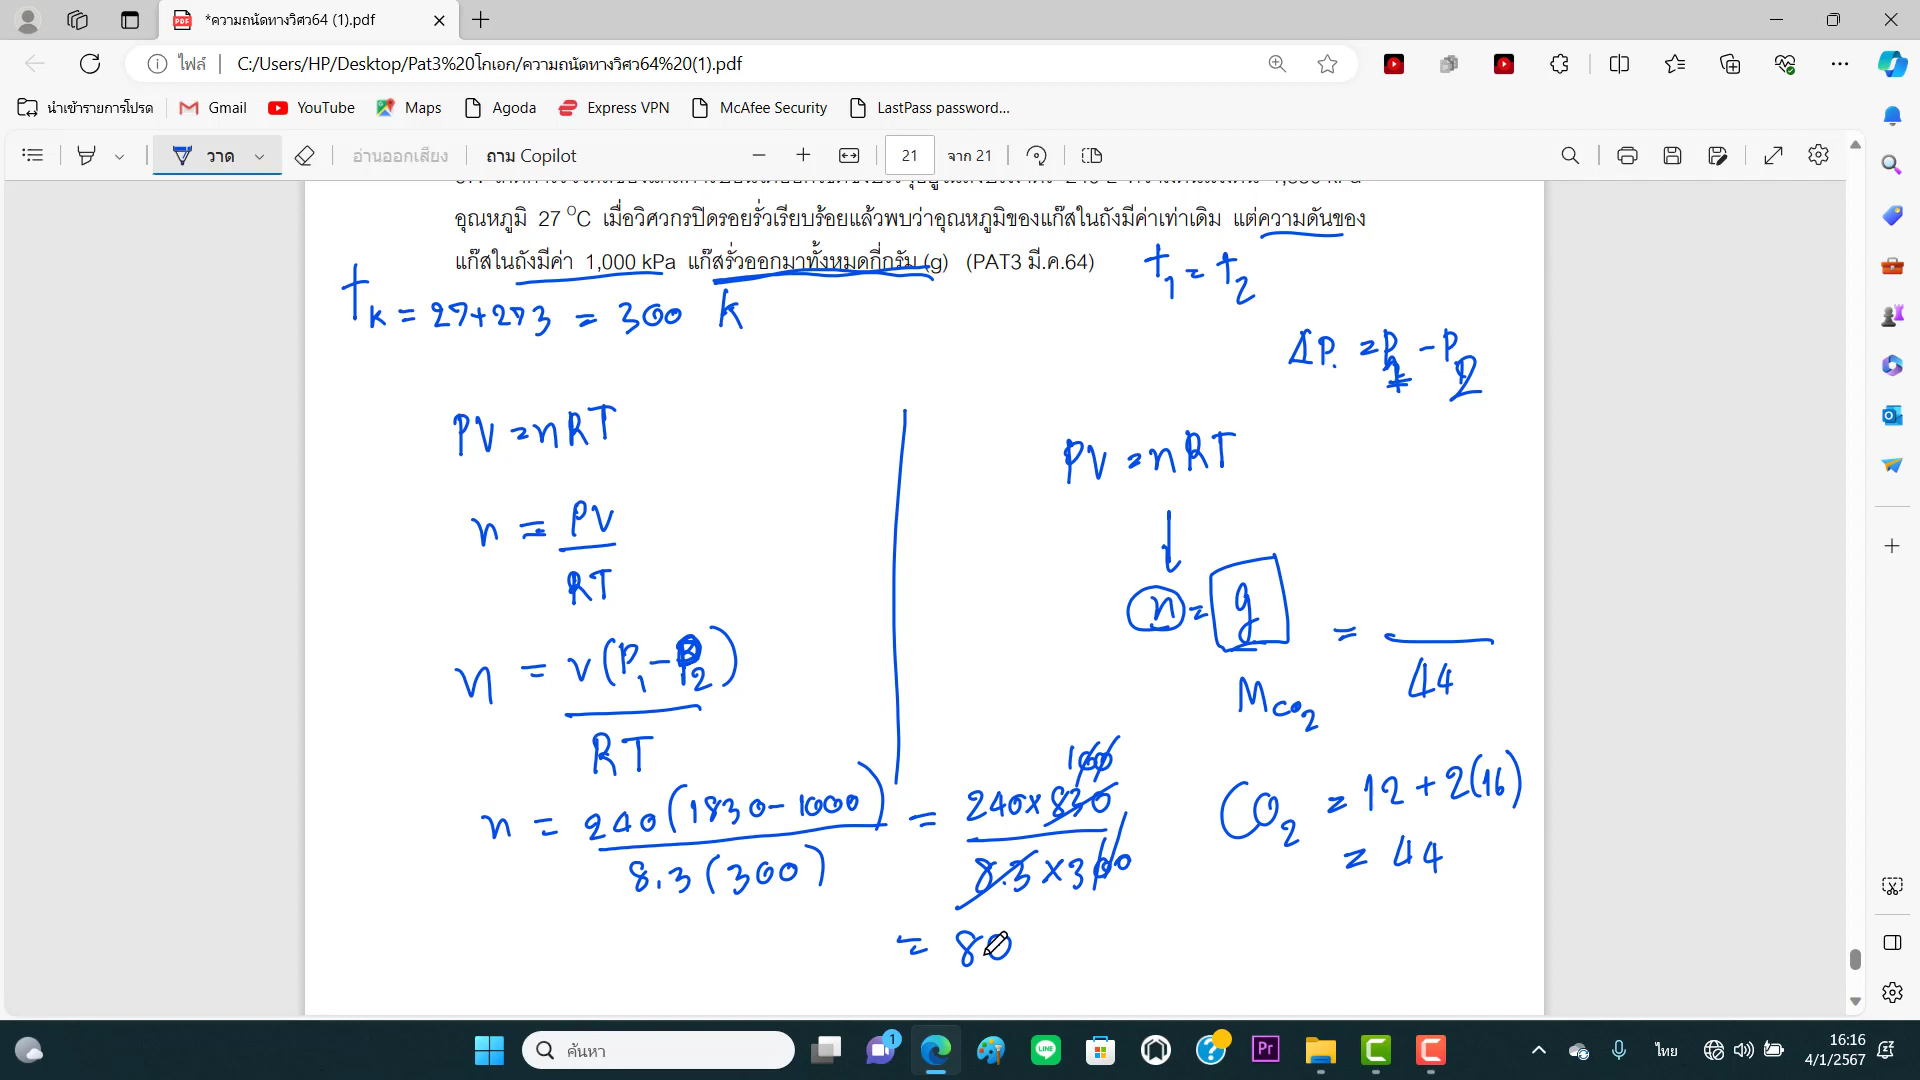 *ความถนัดทางวิศว64 (1).pdf
ไฟล์ C:/Users/HP/Desktop/Pat3%20โกเอก/ความถนัดทางวิศว64%20(1).pdf
นำเข้ารายการโปรด Gmail YouTube Maps Agoda Express VPN McAfee Security LastPass password...
วาด อ่านออกเสียง ถาม Copilot 21 จาก 21
อุณหภูมิ 27 °C เมื่อวิศวกรปิดรอยรั่วเรียบร้อยแล้วพบว่าอุณหภูมิของแก๊สในถังมีค่าเท่าเดิม แต่ความดันของ
แก๊สในถังมีค่า 1,000 kPa แก๊สรั่วออกมาทั้งหมดกี่กรัม (g) (PAT3 มี.ค.64)
t₁ = t₂
tₖ = 27+273 = 300 k
ΔP = P₁ - P₂
PV = nRT
n = PV/RT
n = v(P₁-P₂)/RT
n = 240(1830-1000)/8.3(300) = 240×830/8.3×300
100
= 80
PV = nRT
n = g/M CO₂ = /44
CO₂ = 12 + 2(16)
= 44
ค้นหา
1
Pr
LINE
ไทย
16:16
4/1/2567